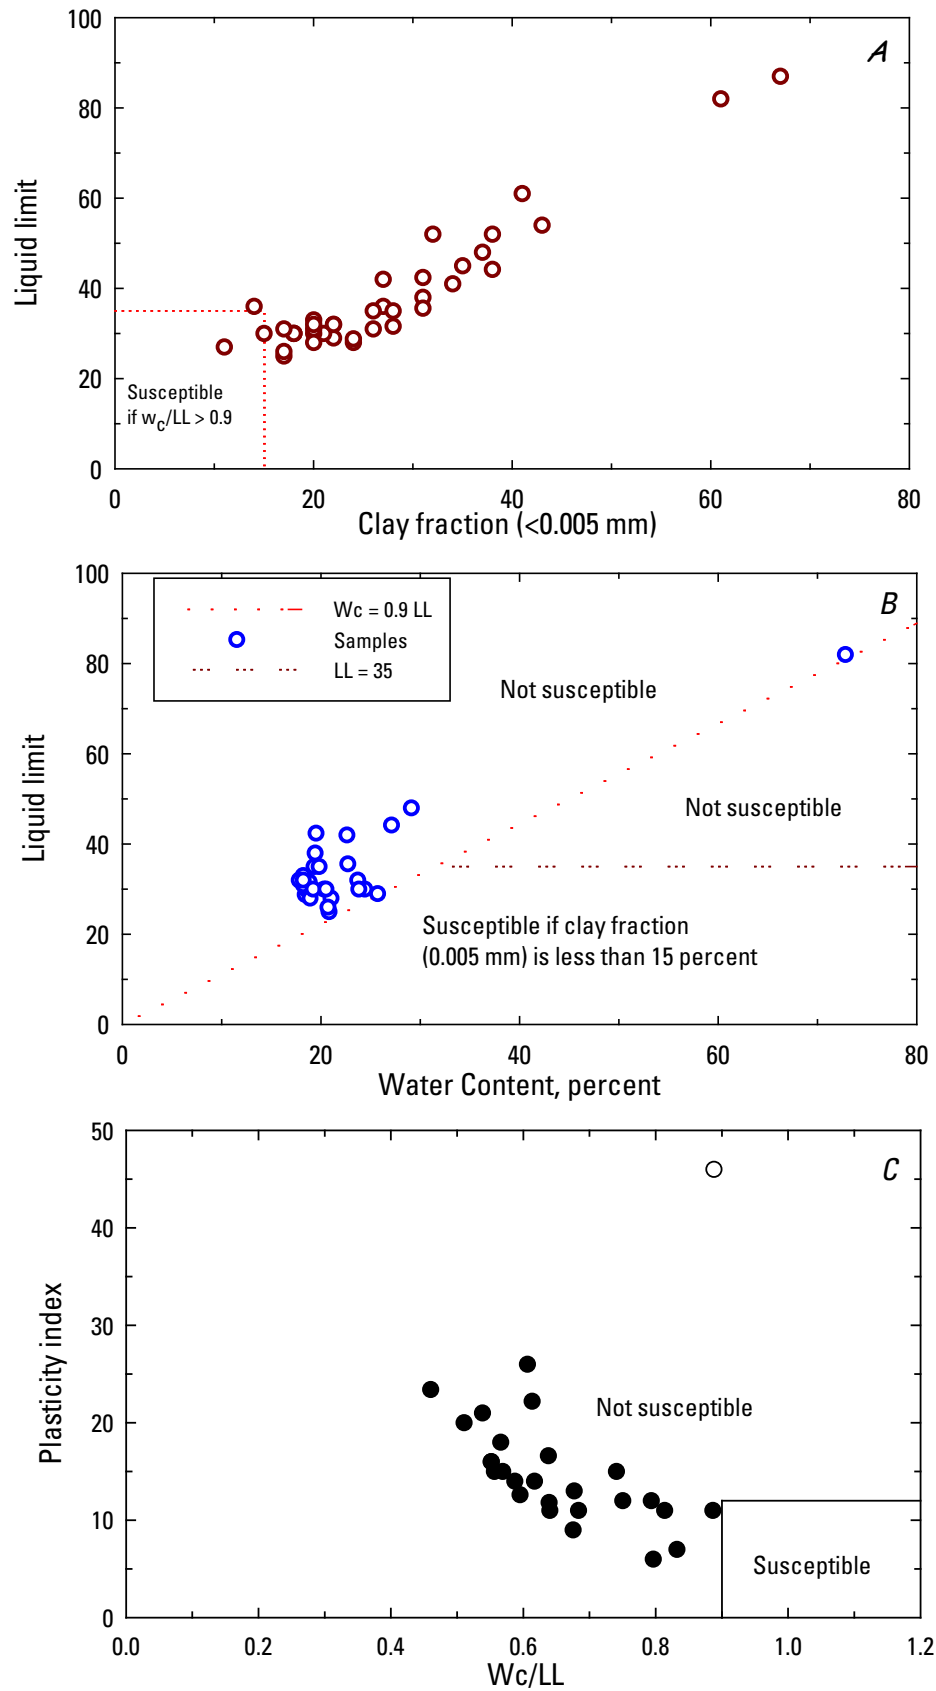 100
A
80
60
Liquid limit
40
20
Susceptible
if wc/LL > 0.9
0
0 20 40 60 80
Clay fraction (<0.005 mm)
100
Wc = 0.9 LL
B
Samples
LL = 35
80
Not susceptible
60
Liquid limit
Not susceptible
40
Susceptible if clay fraction
(0.005 mm) is less than 15 percent
20
0
0 20 40 60 80
Water Content, percent
50
C
40
30
Plasticity index
Not susceptible
20
10
Susceptible
0
0.0 0.2 0.4 0.6 0.8 1.0 1.2
Wc/LL